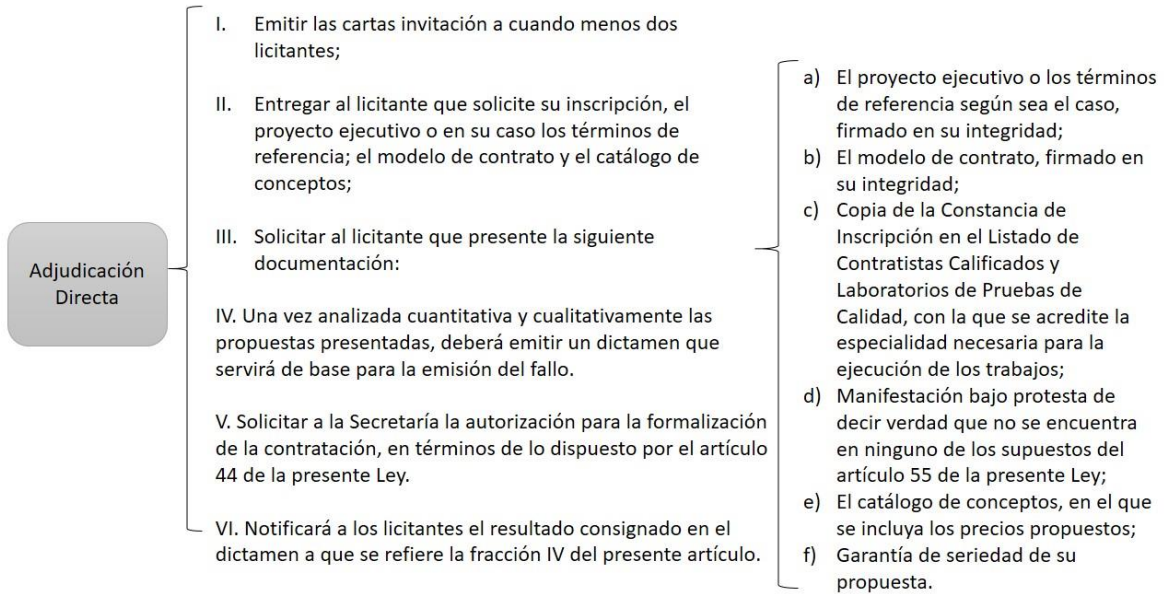 Adjudicación
Directa
I. Emitir las cartas invitación a cuando menos dos
licitantes;
II. Entregar al licitante que solicite su inscripción, el
proyecto ejecutivo o en su caso los términos de
referencia; el modelo de contrato y el catálogo de
conceptos;
III. Solicitar al licitante que presente la siguiente
documentación:
IV. Una vez analizada cuantitativa y cualitativamente las
propuestas presentadas, deberá emitir un dictamen que
servirá de base para la emisión del fallo.
V. Solicitar a la Secretaría la autorización para la formalización
de la contratación, en términos de lo dispuesto por el artículo
44 de la presente Ley.
VI. Notificará a los licitantes el resultado consignado en el
dictamen a que se refiere la fracción IV del presente artículo.
a) El proyecto ejecutivo o los términos
de referencia según sea el caso,
firmado en su integridad;
b) El modelo de contrato, firmado en
su integridad;
c) Copia de la Constancia de
Inscripción en el Listado de
Contratistas Calificados y
Laboratorios de Pruebas de
Calidad, con la que se acredite la
especialidad necesaria para la
ejecución de los trabajos;
d) Manifestación bajo protesta de
decir verdad que no se encuentra
en ninguno de los supuestos del
artículo 55 de la presente Ley;
e) El catálogo de conceptos, en el que
se incluya los precios propuestos;
f) Garantía de seriedad de su
propuesta.